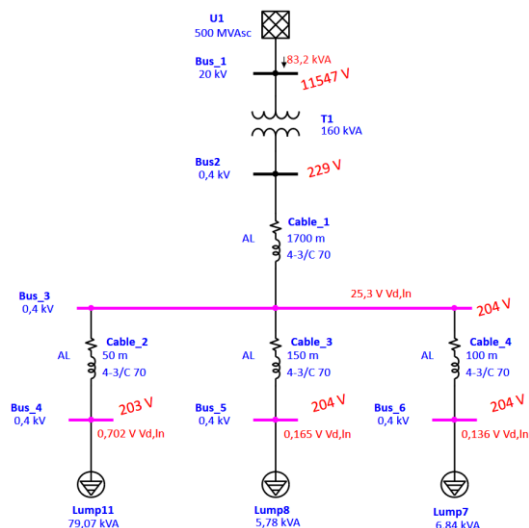 U1
500 MVAsc
83,2 kVA
Bus_1
20 kV
11547 V
T1
160 kVA
Bus2
0,4 kV
229 V
Cable_1
AL
1700 m
4-3/C 70
Bus_3
0,4 kV
25,3 V Vd,ln
204 V
Cable_2
AL
50 m
4-3/C 70
Cable_3
AL
150 m
4-3/C 70
Cable_4
AL
100 m
4-3/C 70
Bus_4
0,4 kV
203 V
0,702 V Vd,ln
Bus_5
0,4 kV
204 V
0,165 V Vd,ln
Bus_6
0,4 kV
204 V
0,136 V Vd,ln
Lump11
79,07 kVA
Lump8
5,78 kVA
Lump7
6,84 kVA